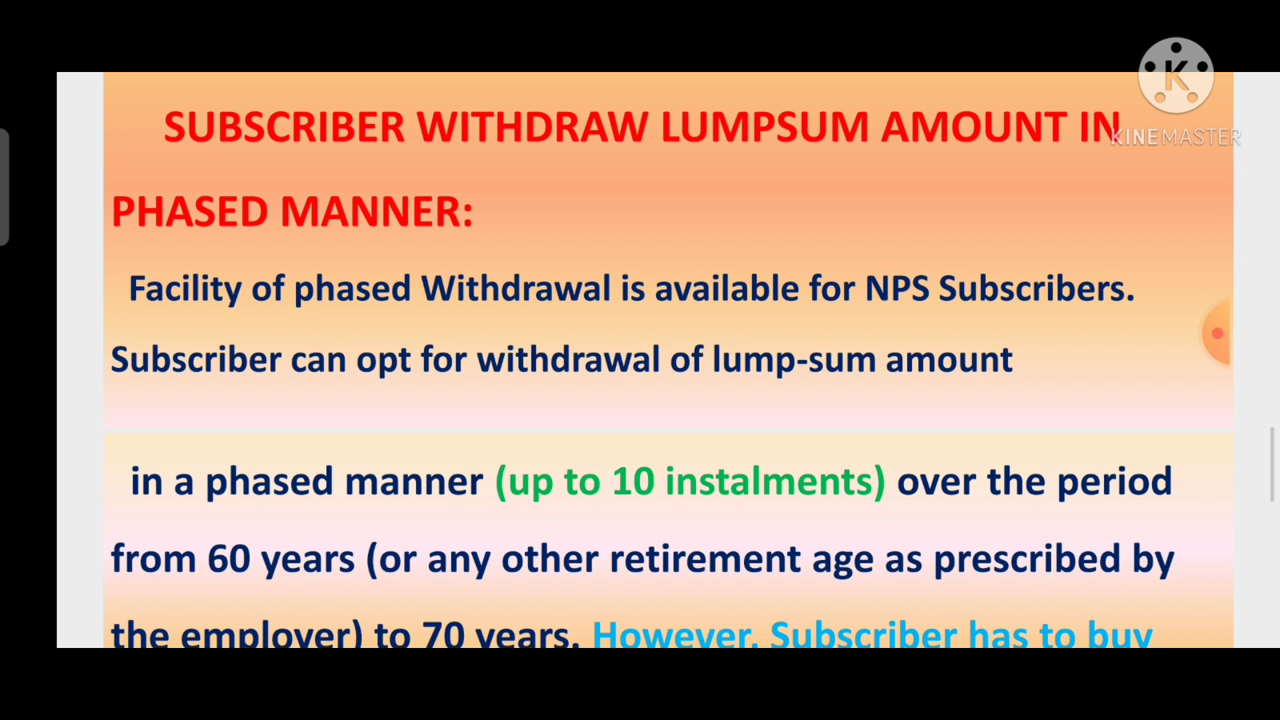 SUBSCRIBER WITHDRAW LUMPSUM AMOUNT IN
KINEMASTER
PHASED MANNER:
Facility of phased Withdrawal is available for NPS Subscribers.
Subscriber can opt for withdrawal of lump-sum amount
in a phased manner (up to 10 instalments) over the period
from 60 years (or any other retirement age as prescribed by
the employer) to 70 years. However, Subscriber has to buy